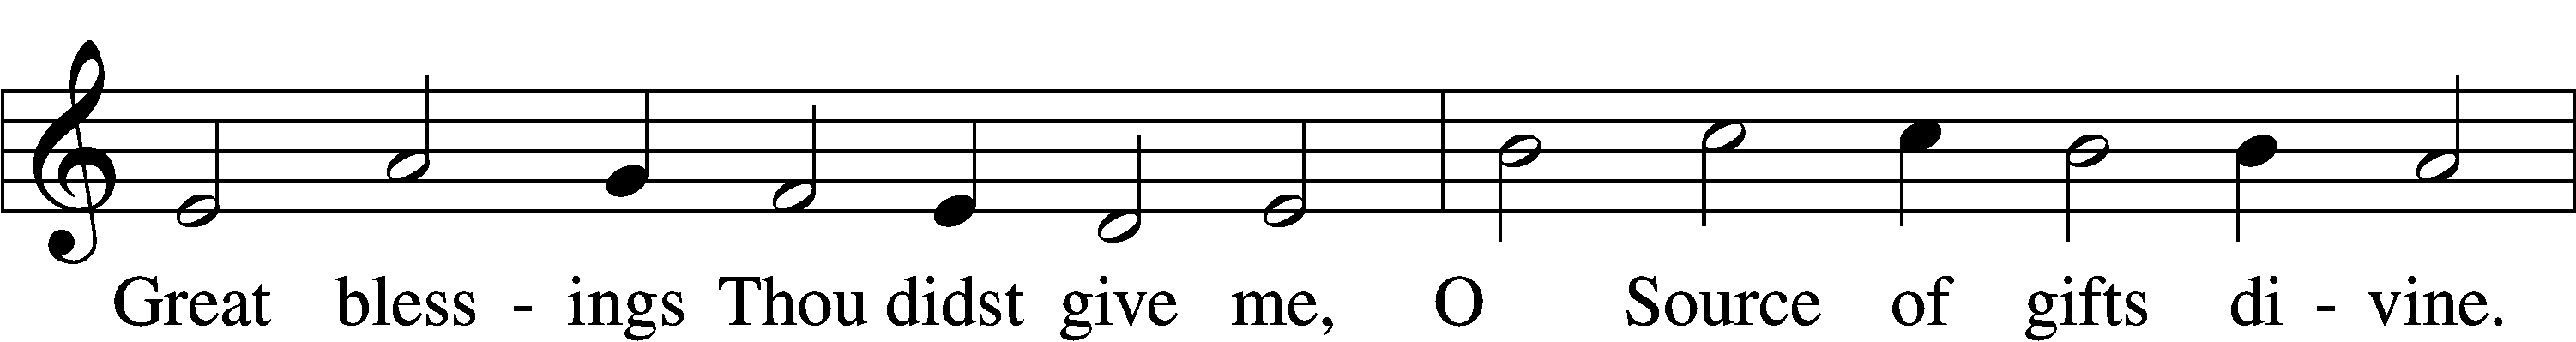 Great bless - ings Thou didst give me, O Source of gifts di - vine.